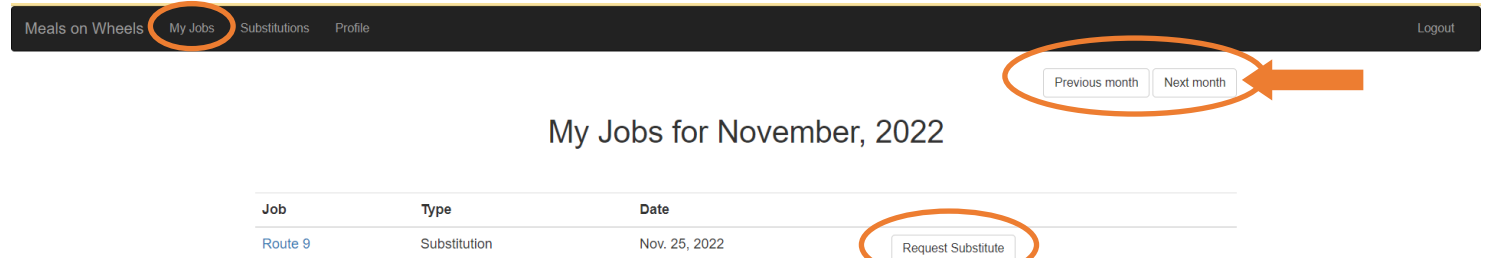 Meals on Wheels My Jobs Substitutions Profile Logout
Previous month Next month
My Jobs for November, 2022
Job Type Date
Route 9 Substitution Nov. 25, 2022 Request Substitute